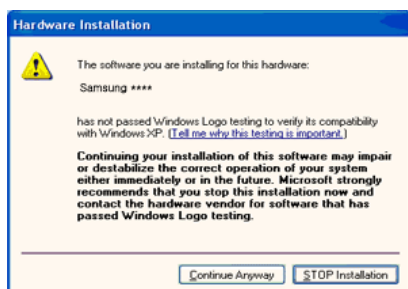 Hardware Installation
The software you are installing for this hardware:
Samsung ****
has not passed Windows Logo testing to verify its compatibility
with Windows XP. (Tell me why this testing is important.)
Continuing your installation of this software may impair
or destabilize the correct operation of your system
either immediately or in the future. Microsoft strongly
recommends that you stop this installation now and
contact the hardware vendor for software that has
passed Windows Logo testing.
Continue Anyway
STOP Installation